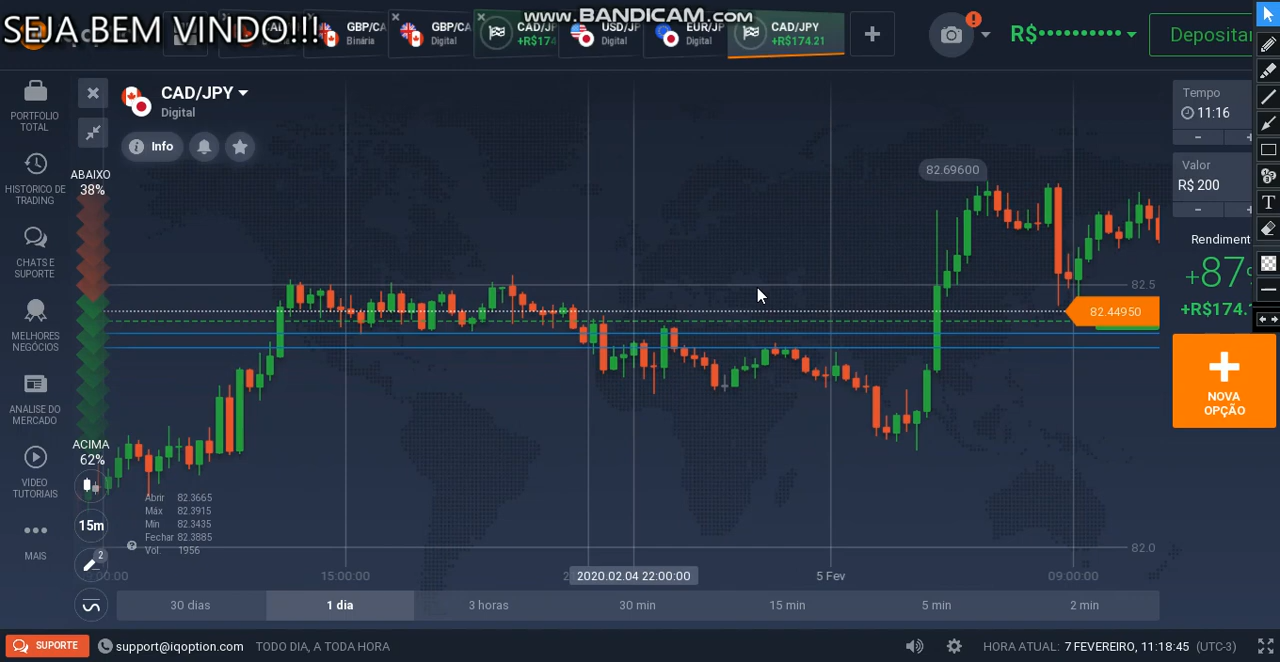 SEJA BEM VINDO!!!
www.BANDICAM.com
GBP/CA
Binária
GBP/CA
Digital
CAD/JF
+R$174
USD/JF
Digital
EUR/JF
Digital
CAD/JPY
+R$174.21
R$••••••••••
Depositar
PORTFÓLIO
TOTAL
HISTÓRICO DE
TRADING
CHATS E
SUPORTE
MELHORES
NEGÓCIOS
ANÁLISE DO
MERCADO
VÍDEO
TUTORIAIS
MAIS
CAD/JPY
Digital
Info
ABAIXO
38%
ACIMA
62%
15m
2
Abrir 82.3665
Máx 82.3915
Mín 82.3435
Fechar 82.3885
Vol. 1956
82.69600
82.5
82.44950
82.0
15:00:00
2020.02.04 22:00:00
5 Fev
09:00:00
30 dias
1 dia
3 horas
30 min
15 min
5 min
2 min
Tempo
11:16
Valor
R$ 200
Rendiment
+87
+R$174.
NOVA
OPÇÃO
SUPORTE
support@iqoption.com
TODO DIA, A TODA HORA
HORA ATUAL: 7 FEVEREIRO, 11:18:45 (UTC-3)